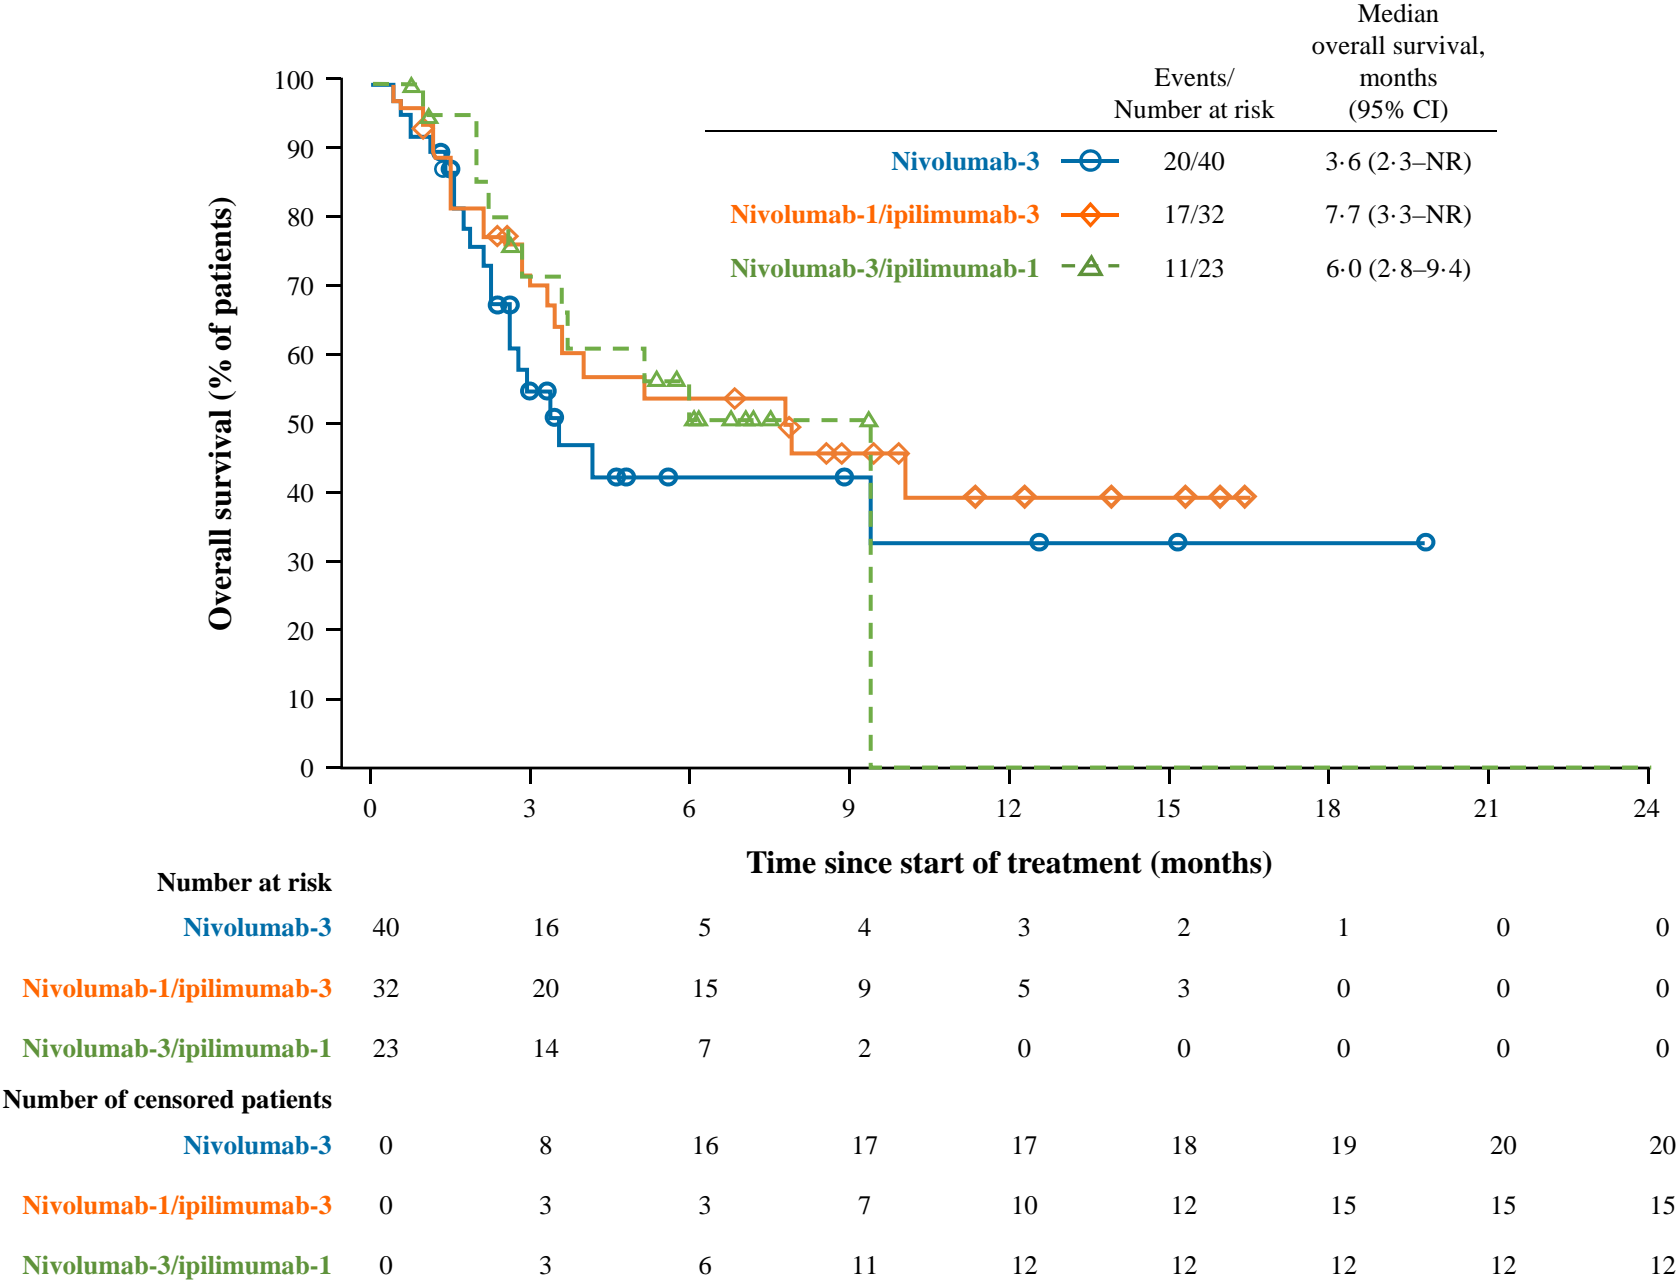 Median
overall survival,
months
(95% CI)
Events/
Number at risk
Nivolumab-3 20/40 3·6 (2·3–NR)
Nivolumab-1/ipilimumab-3 17/32 7·7 (3·3–NR)
Nivolumab-3/ipilimumab-1 11/23 6·0 (2·8–9·4)
Overall survival (% of patients)
100
90
80
70
60
50
40
30
20
10
0
0 3 6 9 12 15 18 21 24
Time since start of treatment (months)
Number at risk
Nivolumab-3 40 16 5 4 3 2 1 0 0
Nivolumab-1/ipilimumab-3 32 20 15 9 5 3 0 0 0
Nivolumab-3/ipilimumab-1 23 14 7 2 0 0 0 0 0
Number of censored patients
Nivolumab-3 0 8 16 17 17 18 19 20 20
Nivolumab-1/ipilimumab-3 0 3 3 7 10 12 15 15 15
Nivolumab-3/ipilimumab-1 0 3 6 11 12 12 12 12 12